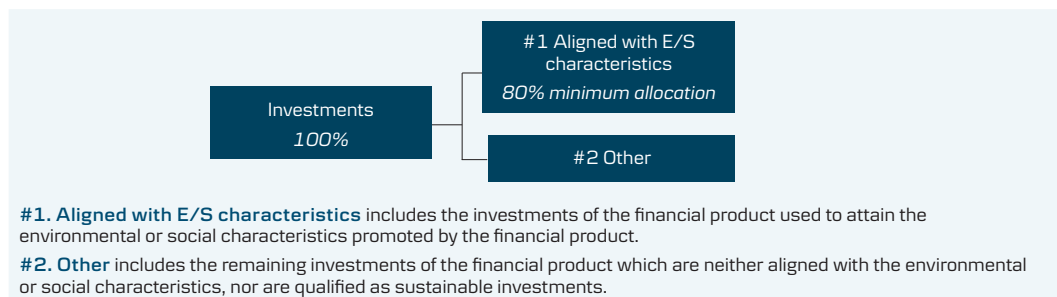 #1 Aligned with E/S
characteristics
80% minimum allocation
Investments
100%
#2 Other
#1. Aligned with E/S characteristics includes the investments of the financial product used to attain the
environmental or social characteristics promoted by the financial product.
#2. Other includes the remaining investments of the financial product which are neither aligned with the environmental
or social characteristics, nor are qualified as sustainable investments.